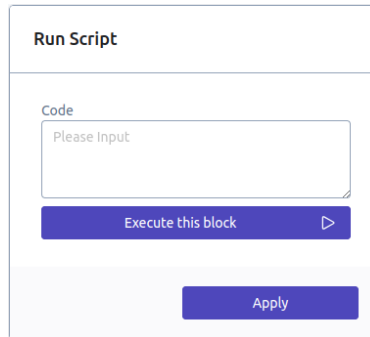 Run Script
Code
Please Input
Execute this block
Apply